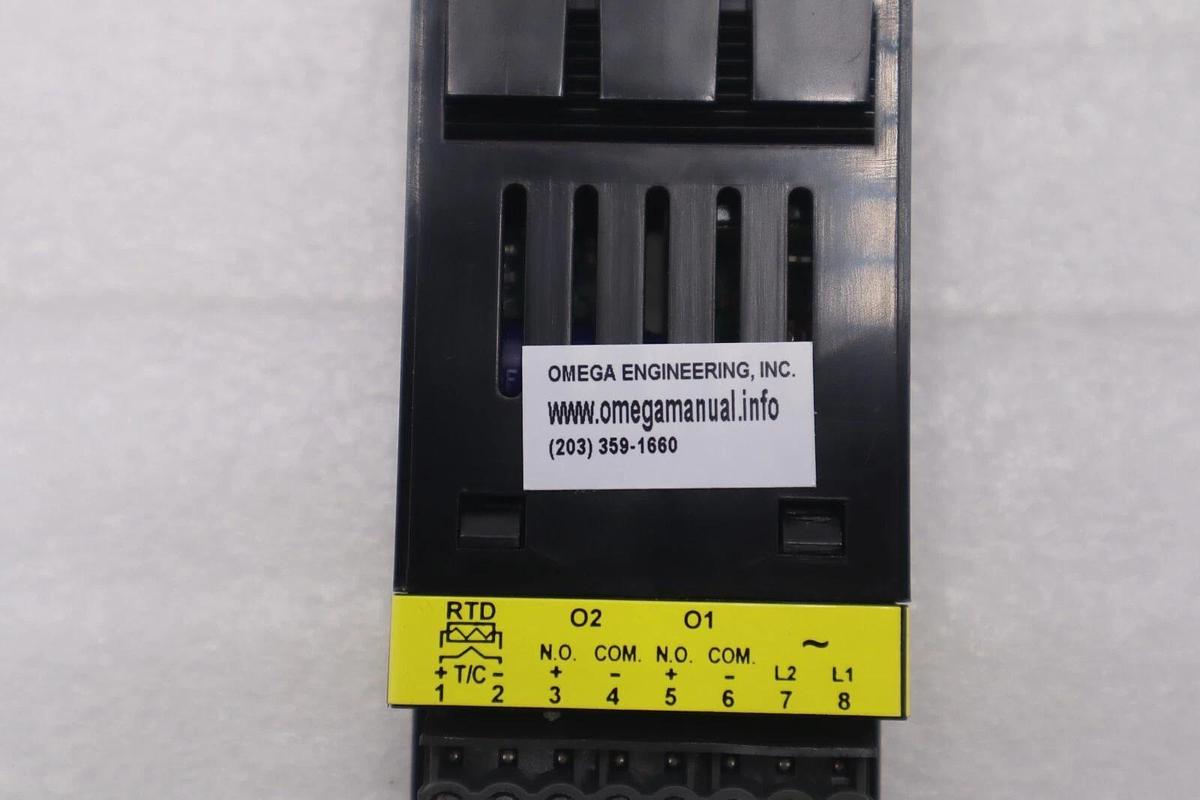 OMEGA ENGINEERING, INC.
www.omegamanual.info
(203) 359-1660
RTD O2 O1
N.O. COM. N.O. COM. ~
+ T/C - + - + - L2 L1
1 2 3 4 5 6 7 8